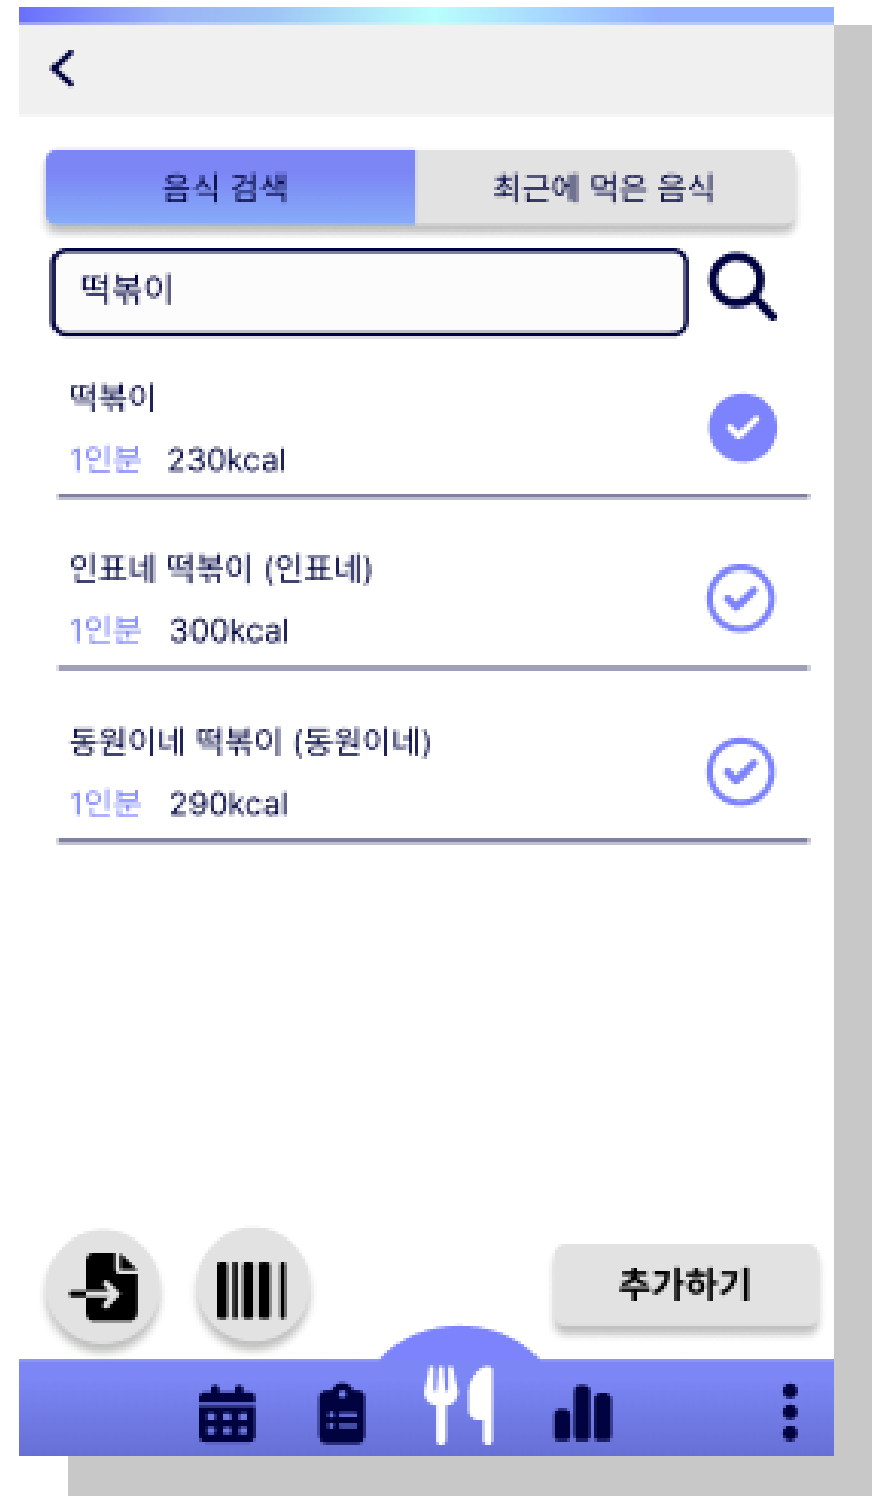 음식 검색
최근에 먹은 음식
떡볶이
떡볶이
1인분 230kcal
인표네 떡볶이 (인표네)
1인분 300kcal
동원이네 떡볶이 (동원이네)
1인분 290kcal
추가하기